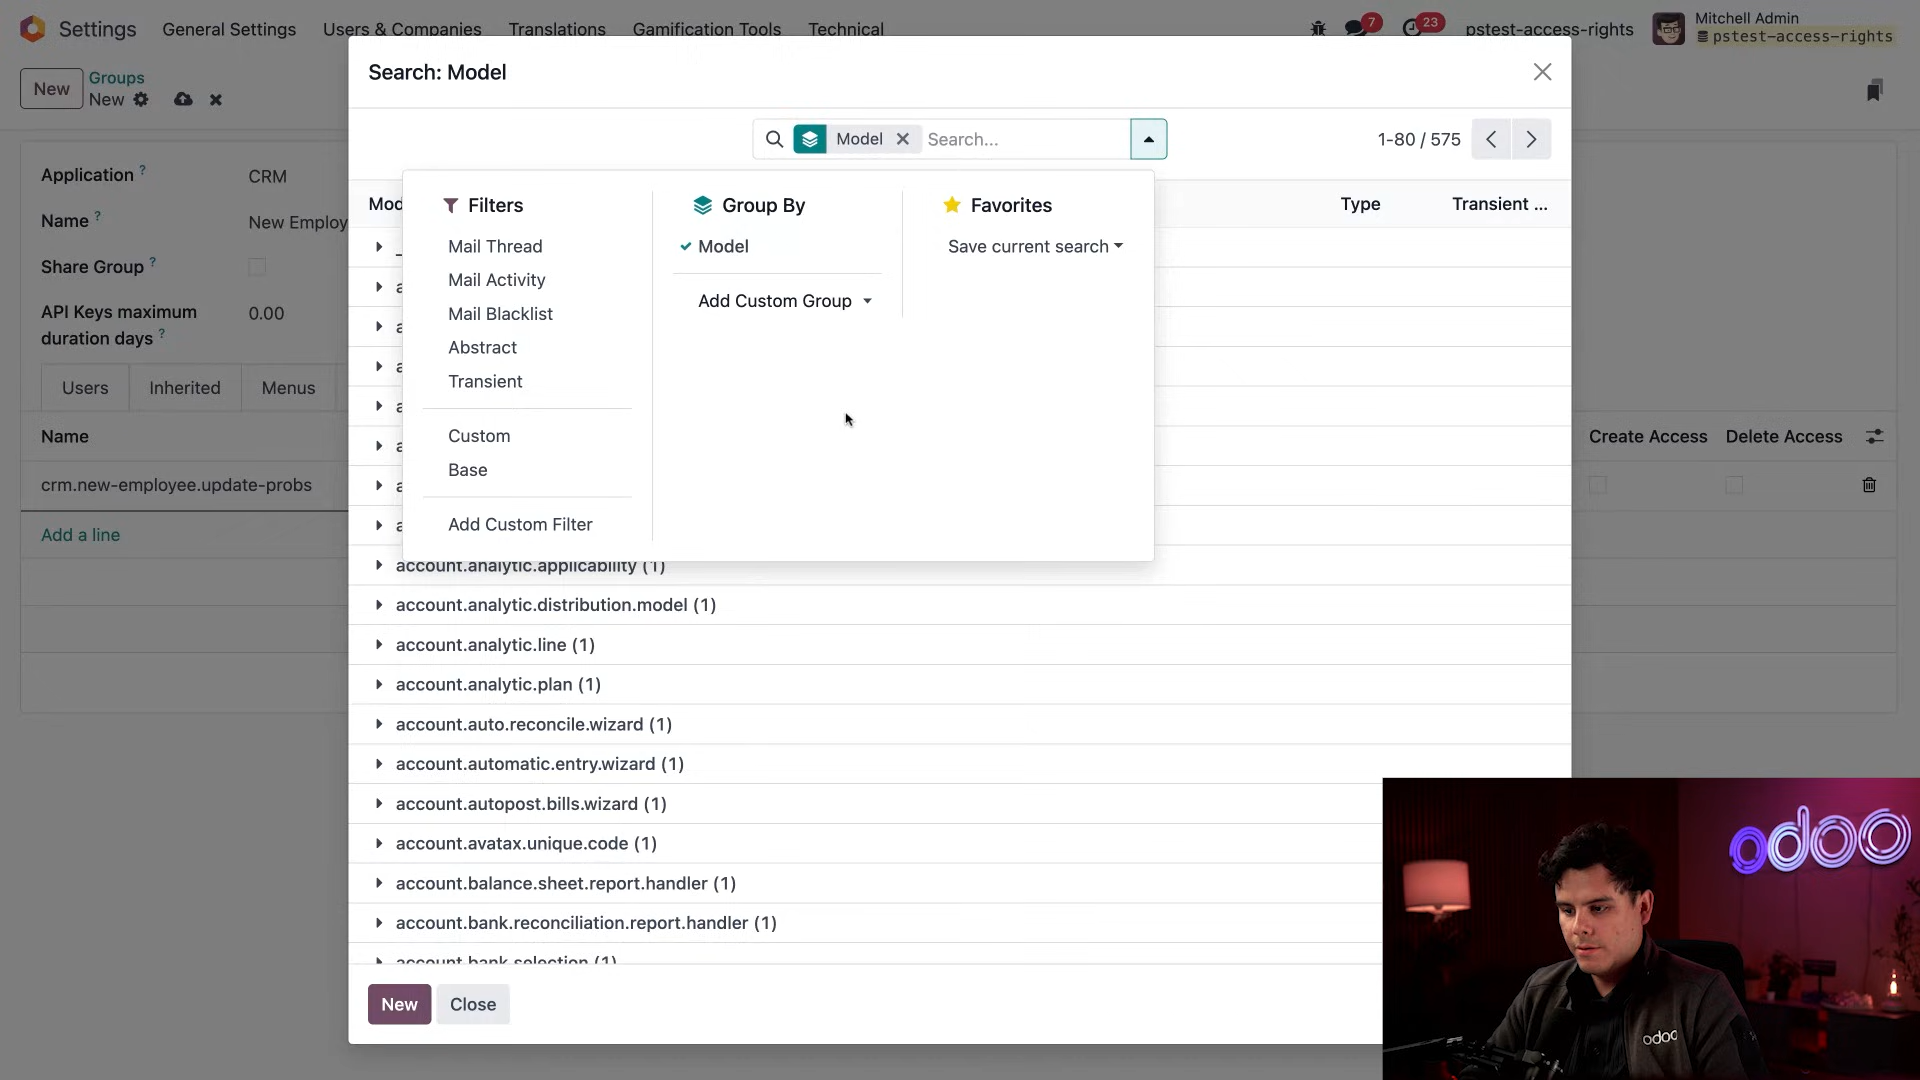 Settings General Settings Users & Companies Translations Gamification Tools Technical 7 23 pstest-access-rights Mitchell Admin
pstest-access-rights
New Groups
New
Search: Model
Model Search... 1-80 / 575
Application ? CRM
Name ? New Employ
Share Group ?
API Keys maximum
duration days ? 0.00
Users Inherited Menus
Name Create Access Delete Access
crm.new-employee.update-probs
Add a line
Type Transient ...
Filters
Mail Thread
Mail Activity
Mail Blacklist
Abstract
Transient
Custom
Base
Add Custom Filter
Group By
Model
Add Custom Group
Favorites
Save current search
account.analytic.applicability (1)
account.analytic.distribution.model (1)
account.analytic.line (1)
account.analytic.plan (1)
account.auto.reconcile.wizard (1)
account.automatic.entry.wizard (1)
account.autopost.bills.wizard (1)
account.avatax.unique.code (1)
account.balance.sheet.report.handler (1)
account.bank.reconciliation.report.handler (1)
account.bank.selection (1)
New Close
odoo
odoo